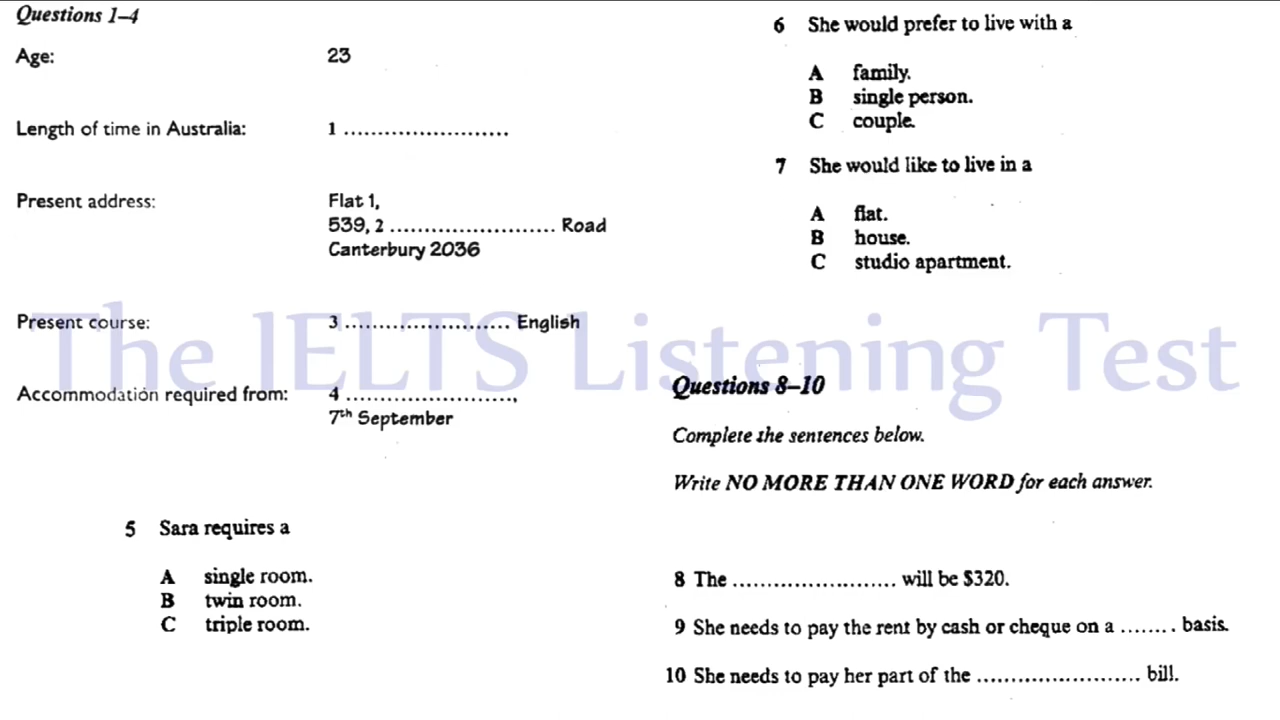 Questions 1–4
Age: 23
Length of time in Australia: 1 ........................
Present address: Flat 1,
539, 2 ........................ Road
Canterbury 2036
Present course: 3 ........................ English
Accommodation required from: 4 ........................,
7th September
5 Sara requires a
A single room.
B twin room.
C triple room.
6 She would prefer to live with a
A family.
B single person.
C couple.
7 She would like to live in a
A flat.
B house.
C studio apartment.
The IELTS Listening Test
Questions 8–10
Complete the sentences below.
Write NO MORE THAN ONE WORD for each answer.
8 The ........................ will be $320.
9 She needs to pay the rent by cash or cheque on a ........ basis.
10 She needs to pay her part of the ........................ bill.